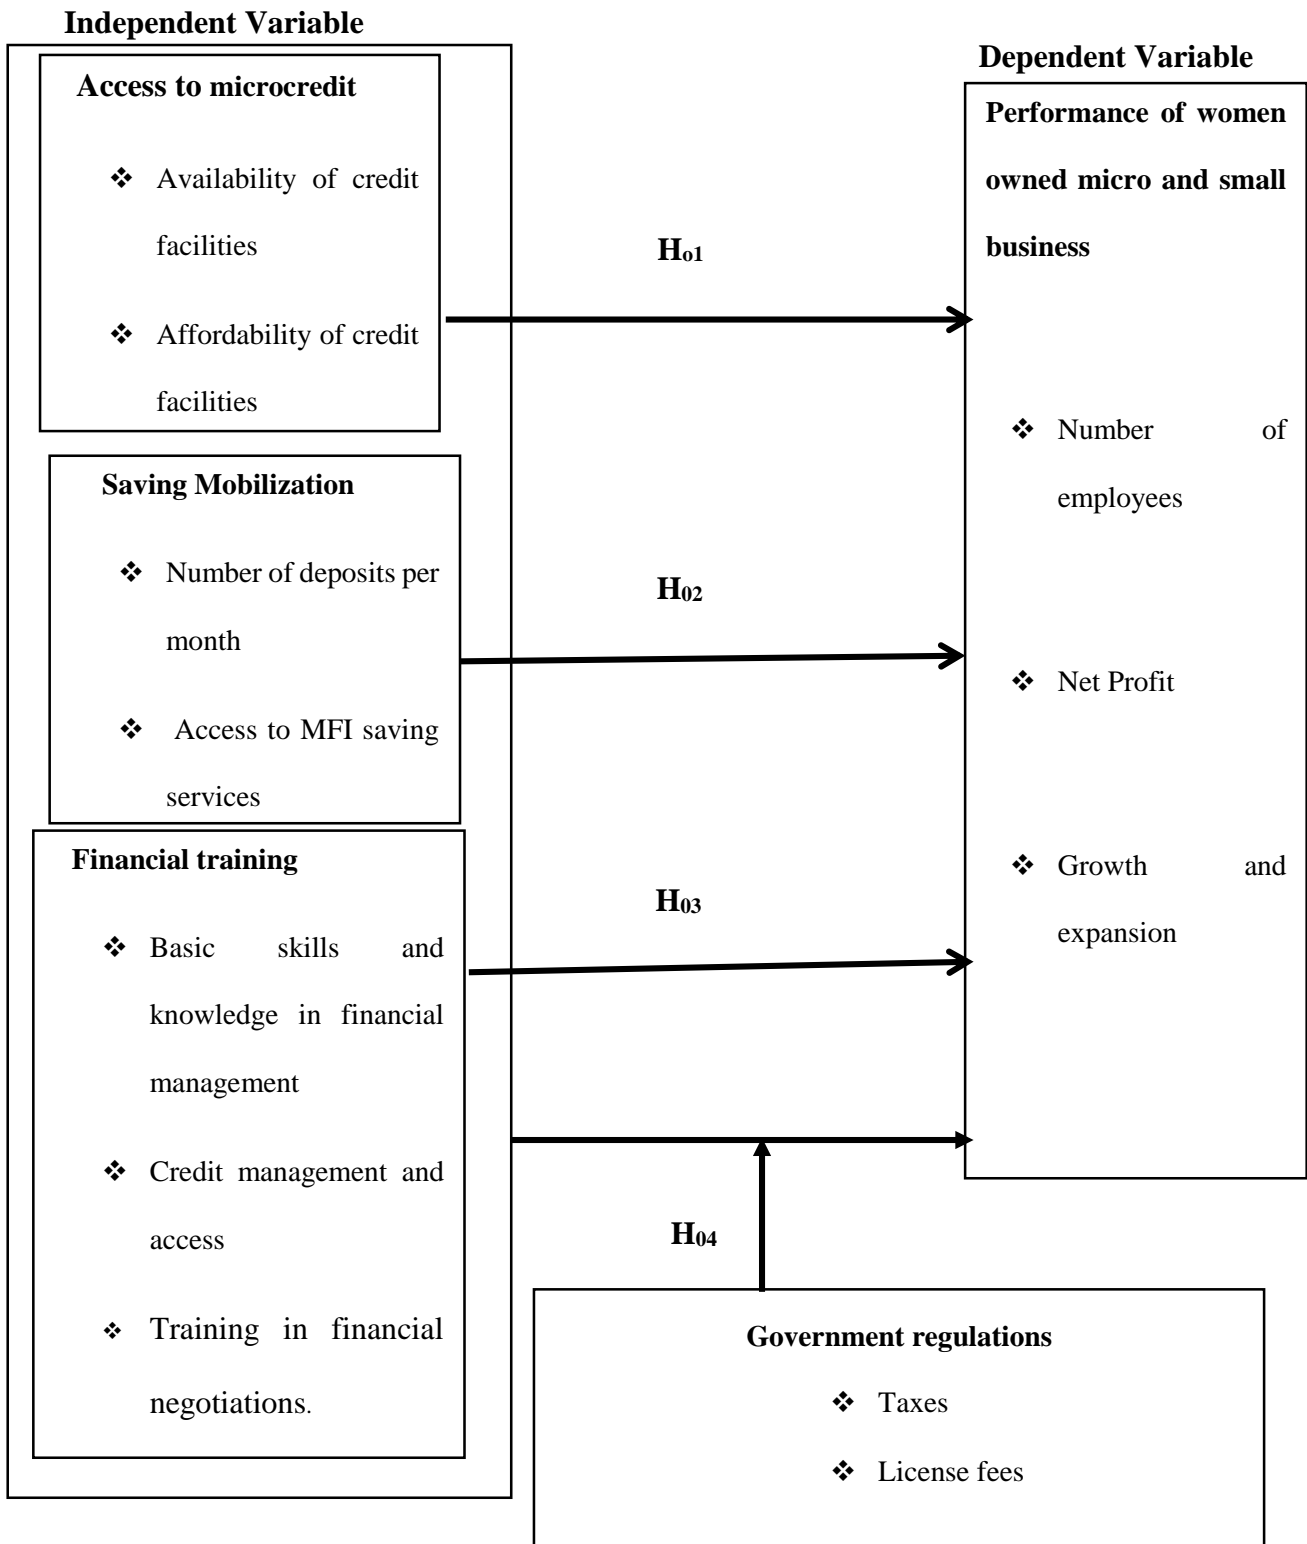 Independent Variable
Access to microcredit
❖ Availability of credit
facilities
❖ Affordability of credit
facilities
Saving Mobilization
❖ Number of deposits per
month
❖ Access to MFI saving
services
Financial training
❖ Basic skills and
knowledge in financial
management
❖ Credit management and
access
❖ Training in financial
negotiations.
Ho1
H02
H03
H04
Dependent Variable
Performance of women
owned micro and small
business
❖ Number of
employees
❖ Net Profit
❖ Growth and
expansion
Government regulations
❖ Taxes
❖ License fees